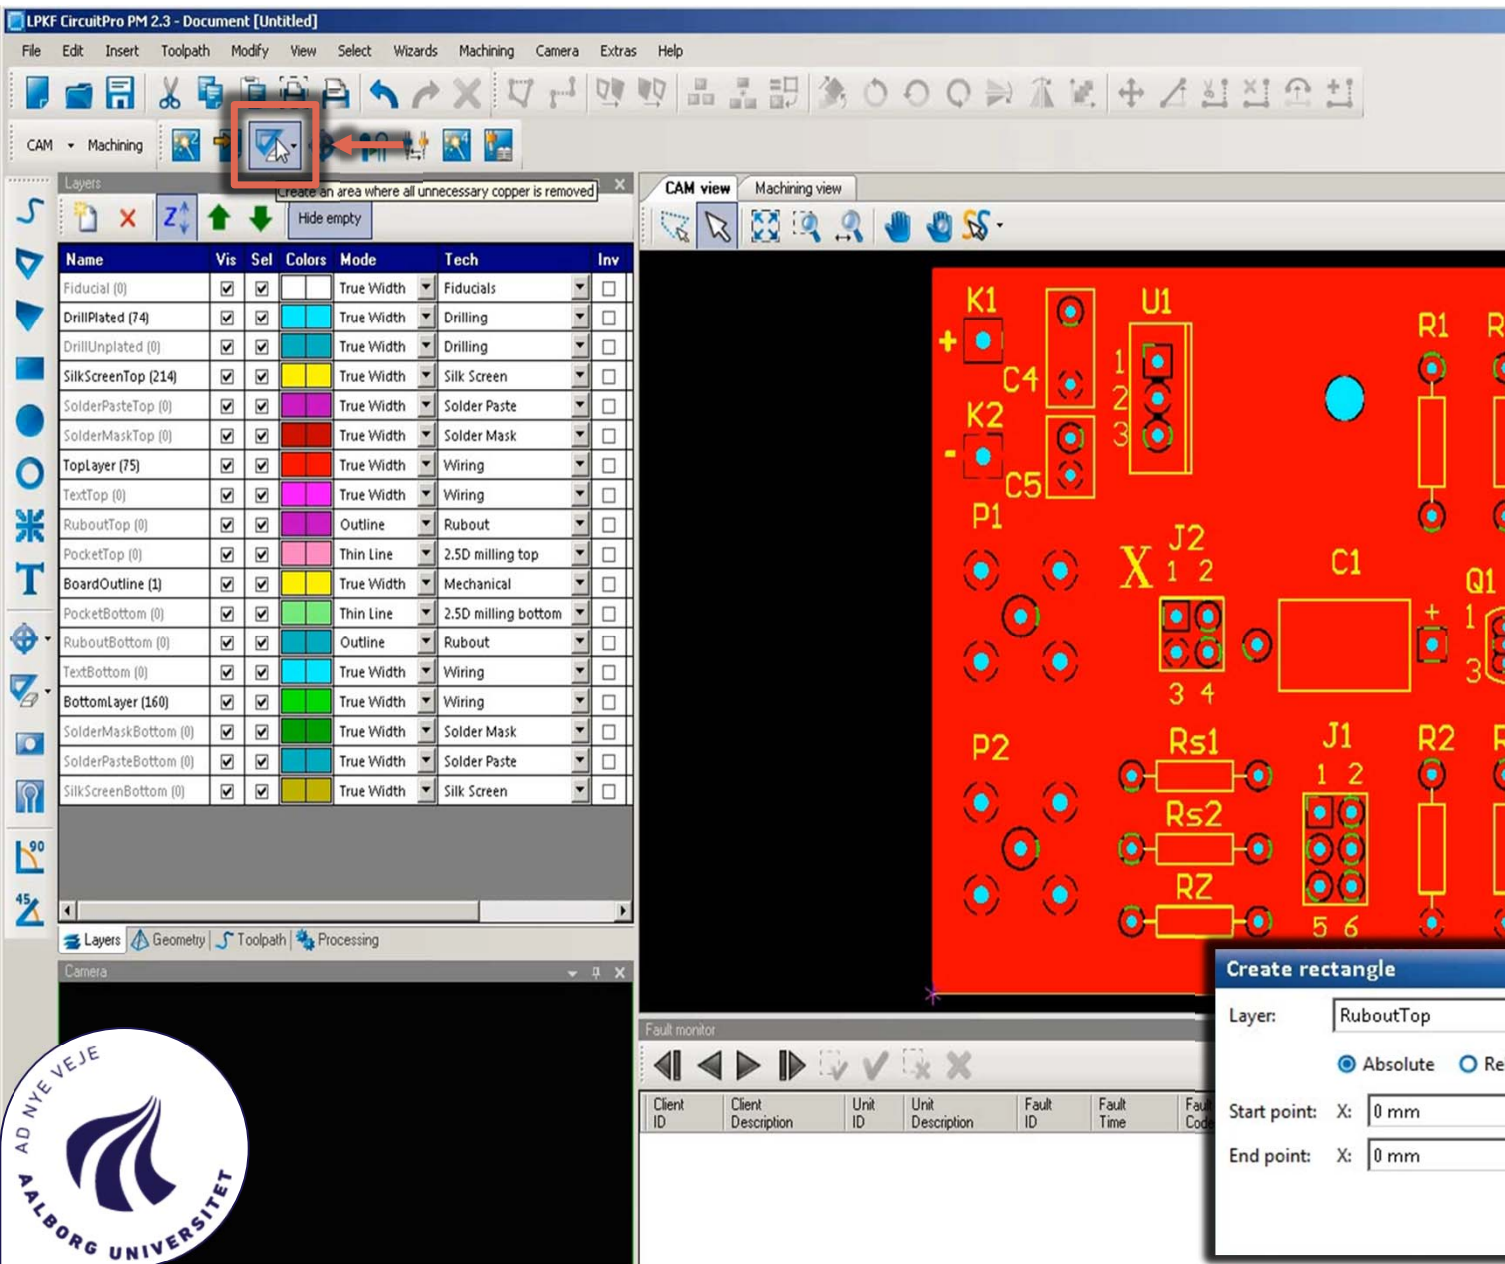 LPKF CircuitPro PM 2.3 - Document [Untitled]
File Edit Insert Toolpath Modify View Select Wizards Machining Camera Extras Help
CAM Machining
Create an area where all unnecessary copper is removed
Layers
Hide empty
Name Vis Sel Colors Mode Tech Inv
Fiducial (0) True Width Fiducials
DrillPlated (74) True Width Drilling
DrillUnplated (0) True Width Drilling
SilkScreenTop (214) True Width Silk Screen
SolderPasteTop (0) True Width Solder Paste
SolderMaskTop (0) True Width Solder Mask
TopLayer (75) True Width Wiring
TextTop (0) True Width Wiring
RuboutTop (0) Outline Rubout
PocketTop (0) Thin Line 2.5D milling top
BoardOutline (1) True Width Mechanical
PocketBottom (0) Thin Line 2.5D milling bottom
RuboutBottom (0) Outline Rubout
TextBottom (0) True Width Wiring
BottomLayer (160) True Width Wiring
SolderMaskBottom (0) True Width Solder Mask
SolderPasteBottom (0) True Width Solder Paste
SilkScreenBottom (0) True Width Silk Screen
T
90
45
Layers Geometry Toolpath Processing
Camera
AD NYE VEJE
AALBORG UNIVERSITET
CAM view Machining view
K1 U1
R1 R
+
1
C4
2
K2
3
-
C5
P1
J2
X 1 2
C1
Q1
+ 1
3
3 4
P2 Rs1 J1 R2 R
1 2
Rs2
RZ
5 6
Fault monitor
Client ID Client Description Unit ID Unit Description Fault ID Fault Time Fault Code
Create rectangle
Layer: RuboutTop
Absolute Re
Start point: X: 0 mm
End point: X: 0 mm